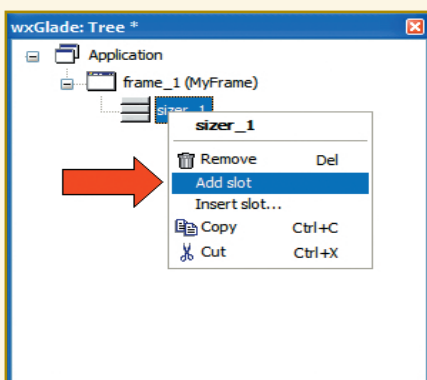 wxGlade: Tree *
Application
frame_1 (MyFrame)
sizer_1
sizer_1
Remove Del
Add slot
Insert slot...
Copy Ctrl+C
Cut Ctrl+X